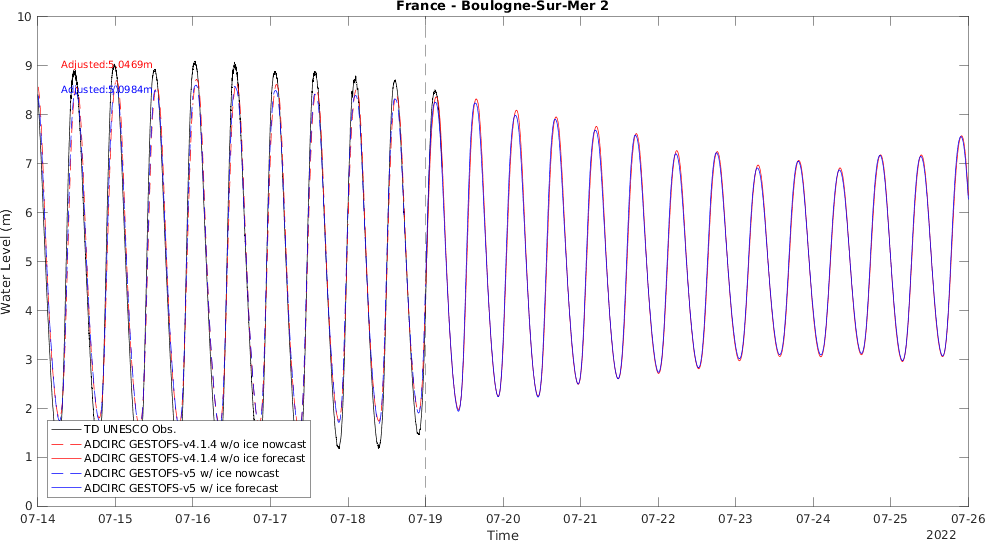 France - Boulogne-Sur-Mer 2
10
9
8
7
6
5
4
3
2
1
0
Water Level (m)
Adjusted:5.0469m
Adjusted:5.0984m
TD UNESCO Obs.
ADCIRC GESTOFS-v4.1.4 w/o ice nowcast
ADCIRC GESTOFS-v4.1.4 w/o ice forecast
ADCIRC GESTOFS-v5 w/ ice nowcast
ADCIRC GESTOFS-v5 w/ ice forecast
07-14 07-15 07-16 07-17 07-18 07-19 07-20 07-21 07-22 07-23 07-24 07-25 07-26
Time
2022